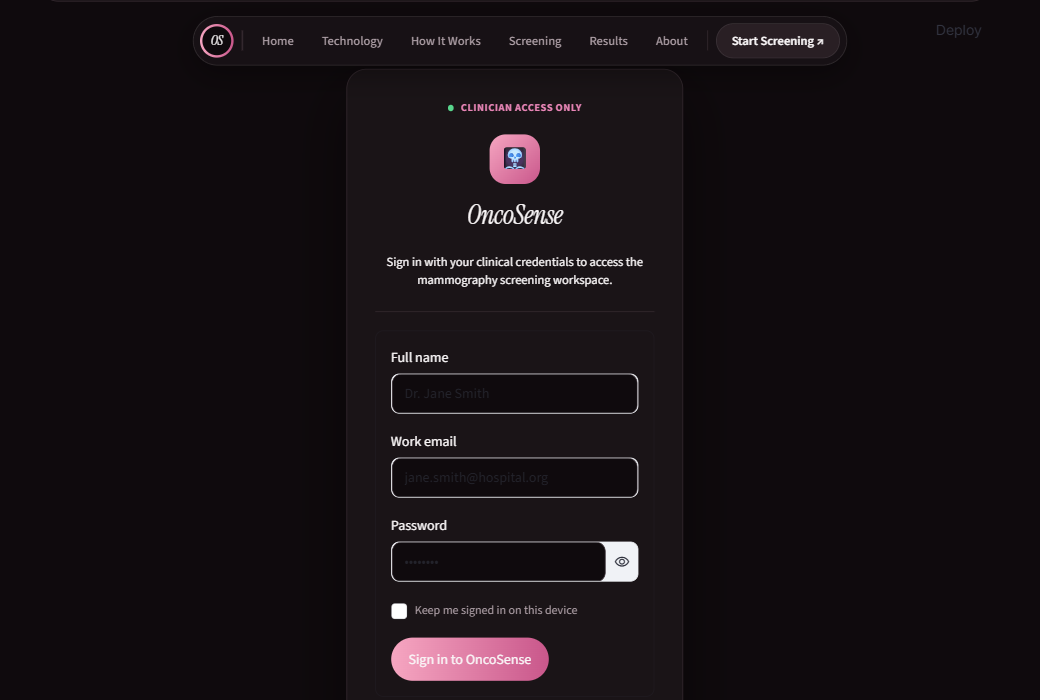 OS
Home
Technology
How It Works
Screening
Results
About
Start Screening ↗
Deploy
CLINICIAN ACCESS ONLY
OncoSense
Sign in with your clinical credentials to access the
mammography screening workspace.
Full name
Dr. Jane Smith
Work email
jane.smith@hospital.org
Password
••••••••
Keep me signed in on this device
Sign in to OncoSense